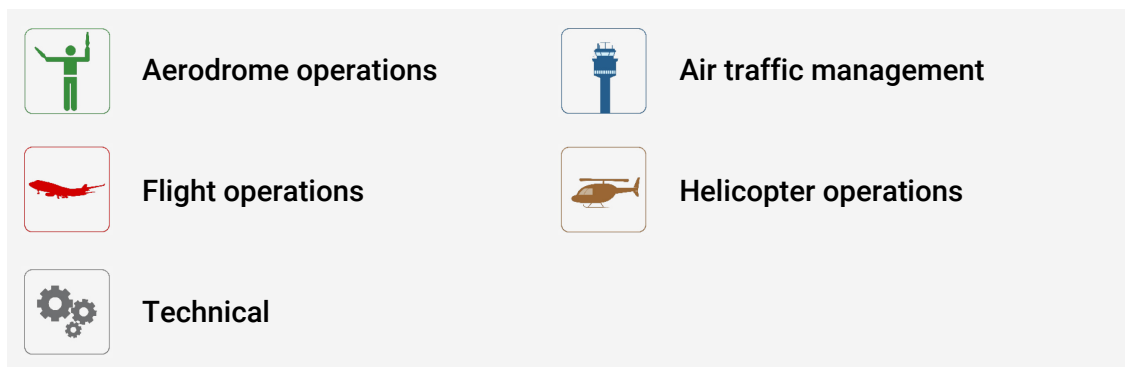 Aerodrome operations
Air traffic management
Flight operations
Helicopter operations
Technical